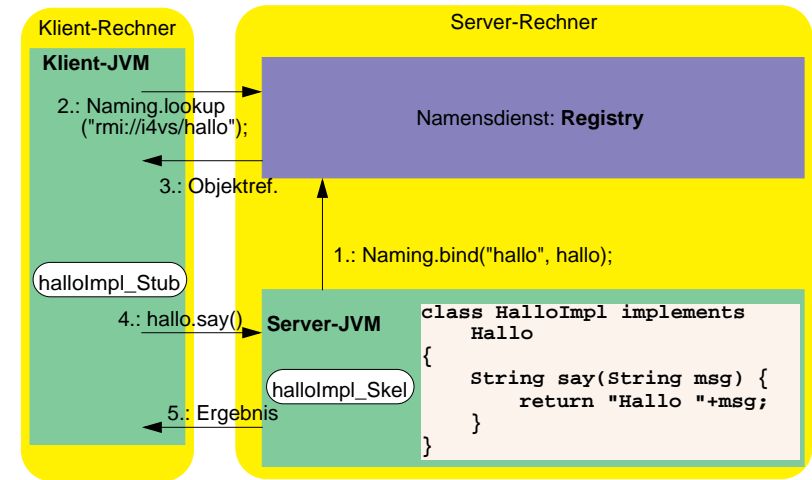 Klient-Rechner
Server-Rechner
Klient-JVM
2.: Naming.lookup
("rmi://i4vs/hallo");
Namensdienst: Registry
3.: Objektref.
1.: Naming.bind("hallo", hallo);
halloImpl_Stub
4.: hallo.say()
Server-JVM
halloImpl_Skel
5.: Ergebnis
class HalloImpl implements
Hallo
{
String say(String msg) {
return "Hallo "+msg;
}
}